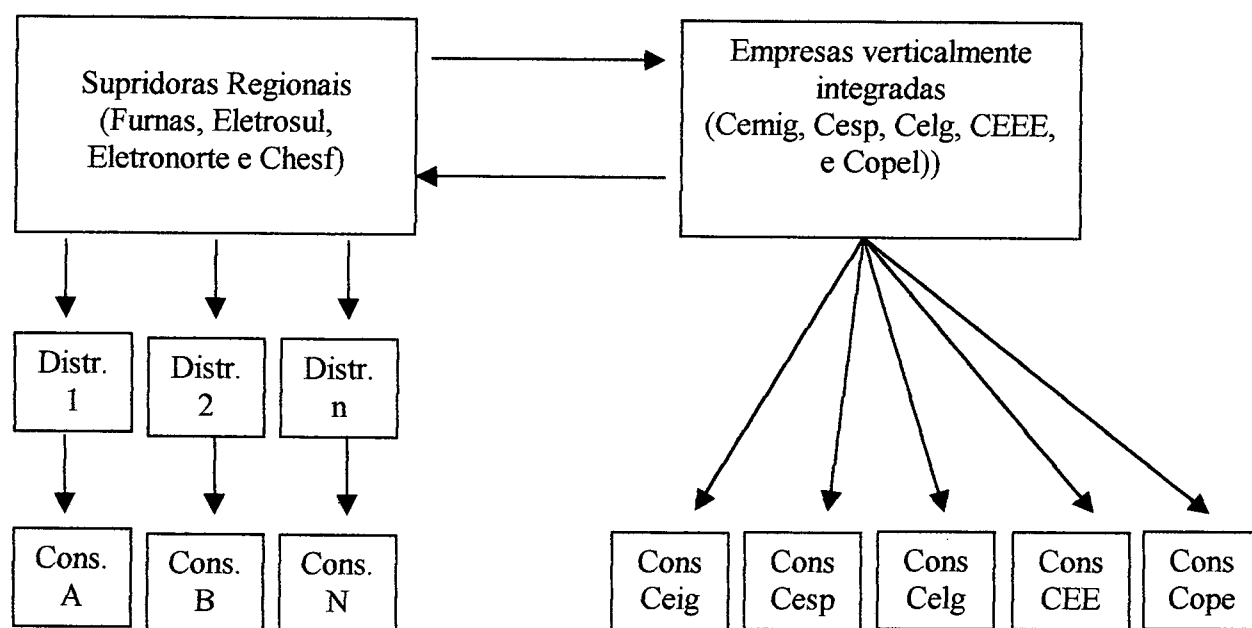 Supridoras Regionais
(Furnas, Eletrosul,
Eletronorte e Chesf)
Empresas verticalmente
integradas
(Cemig, Cesp, Celg, CEEE,
e Copel))
Distr.
1
Distr.
2
Distr.
n
Cons.
A
Cons.
B
Cons.
N
Cons
Ceig
Cons
Cesp
Cons
Celg
Cons
CEE
Cons
Cope